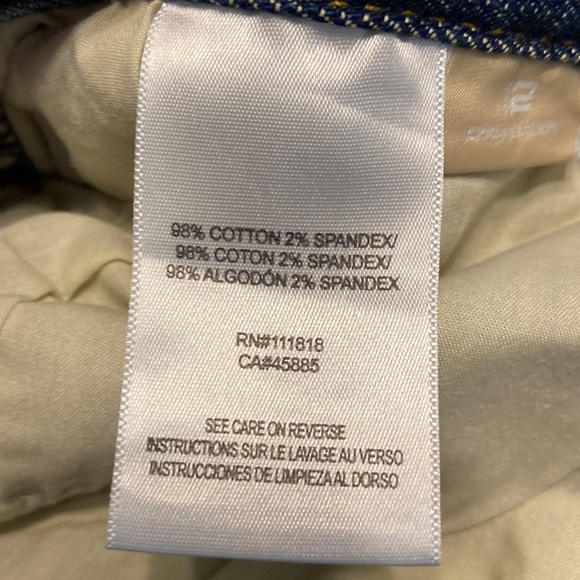 98% COTTON 2% SPANDEX/
98% COTON 2% SPANDEX/
98% ALGODÓN 2% SPANDEX
RN#111818
CA#45885
SEE CARE ON REVERSE
INSTRUCTIONS SUR LE LAVAGE AU VERSO
INSTRUCCIONES DE LIMPIEZA AL DORSO